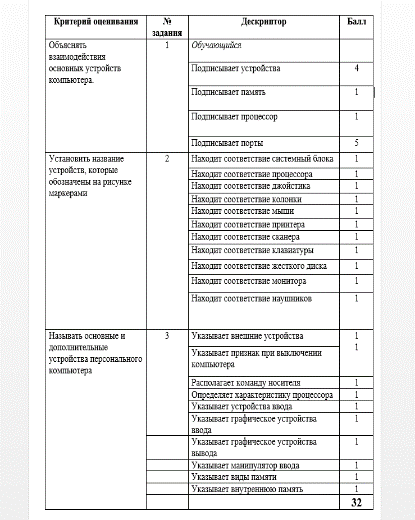 Критерий оценивания № задания Дескриптор Балл
Объяснять взаимодействия основных устройств компьютера. 1 Обучающийся
Подписывает устройства 4
Подписывает память 1
Подписывает процессор 1
Подписывает порты 5
Установить название устройств, которые обозначены на рисунке маркерами 2 Находит соответствие системный блока 1
Находит соответствие процессора 1
Находит соответствие джойстика 1
Находит соответствие колонки 1
Находит соответствие мыши 1
Находит соответствие принтера 1
Находит соответствие сканера 1
Находит соответствие клавиатуры 1
Находит соответствие жесткого диска 1
Находит соответствие монитора 1
Находит соответствие наушников 1
Называть основные и дополнительные устройства персонального компьютера 3 Указывает внешние устройства 1
Указывает признак при выключении компьютера 1
Располагает команду носителя 1
Определяет характеристику процессора 1
Указывает устройства ввода 1
Указывает графическое устройства ввода 1
Указывает графическое устройства вывода 1
Указывает манипулятор ввода 1
Указывает виды памяти 1
Указывает внутреннюю память 1
32